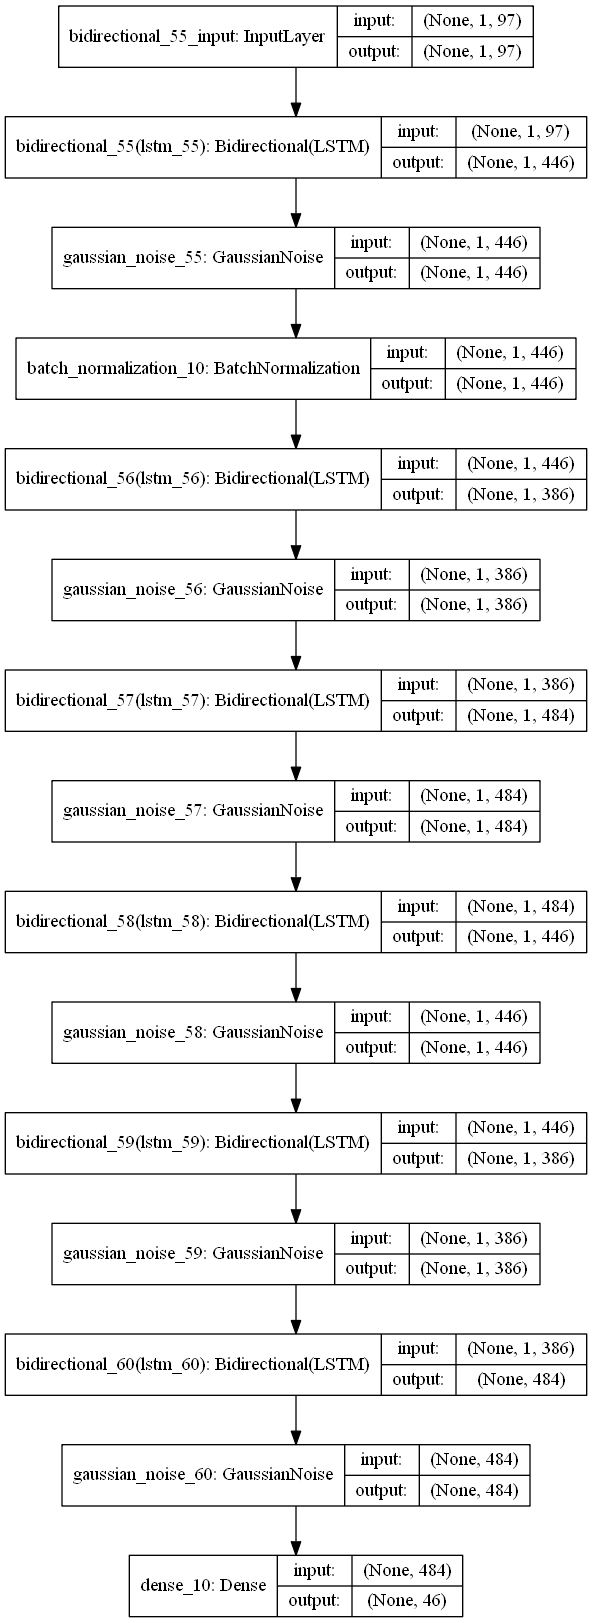 bidirectional_55_input: InputLayer
input: (None, 1, 97)
output: (None, 1, 97)
bidirectional_55(lstm_55): Bidirectional(LSTM)
input: (None, 1, 97)
output: (None, 1, 446)
gaussian_noise_55: GaussianNoise
input: (None, 1, 446)
output: (None, 1, 446)
batch_normalization_10: BatchNormalization
input: (None, 1, 446)
output: (None, 1, 446)
bidirectional_56(lstm_56): Bidirectional(LSTM)
input: (None, 1, 446)
output: (None, 1, 386)
gaussian_noise_56: GaussianNoise
input: (None, 1, 386)
output: (None, 1, 386)
bidirectional_57(lstm_57): Bidirectional(LSTM)
input: (None, 1, 386)
output: (None, 1, 484)
gaussian_noise_57: GaussianNoise
input: (None, 1, 484)
output: (None, 1, 484)
bidirectional_58(lstm_58): Bidirectional(LSTM)
input: (None, 1, 484)
output: (None, 1, 446)
gaussian_noise_58: GaussianNoise
input: (None, 1, 446)
output: (None, 1, 446)
bidirectional_59(lstm_59): Bidirectional(LSTM)
input: (None, 1, 446)
output: (None, 1, 386)
gaussian_noise_59: GaussianNoise
input: (None, 1, 386)
output: (None, 1, 386)
bidirectional_60(lstm_60): Bidirectional(LSTM)
input: (None, 1, 386)
output: (None, 484)
gaussian_noise_60: GaussianNoise
input: (None, 484)
output: (None, 484)
dense_10: Dense
input: (None, 484)
output: (None, 46)